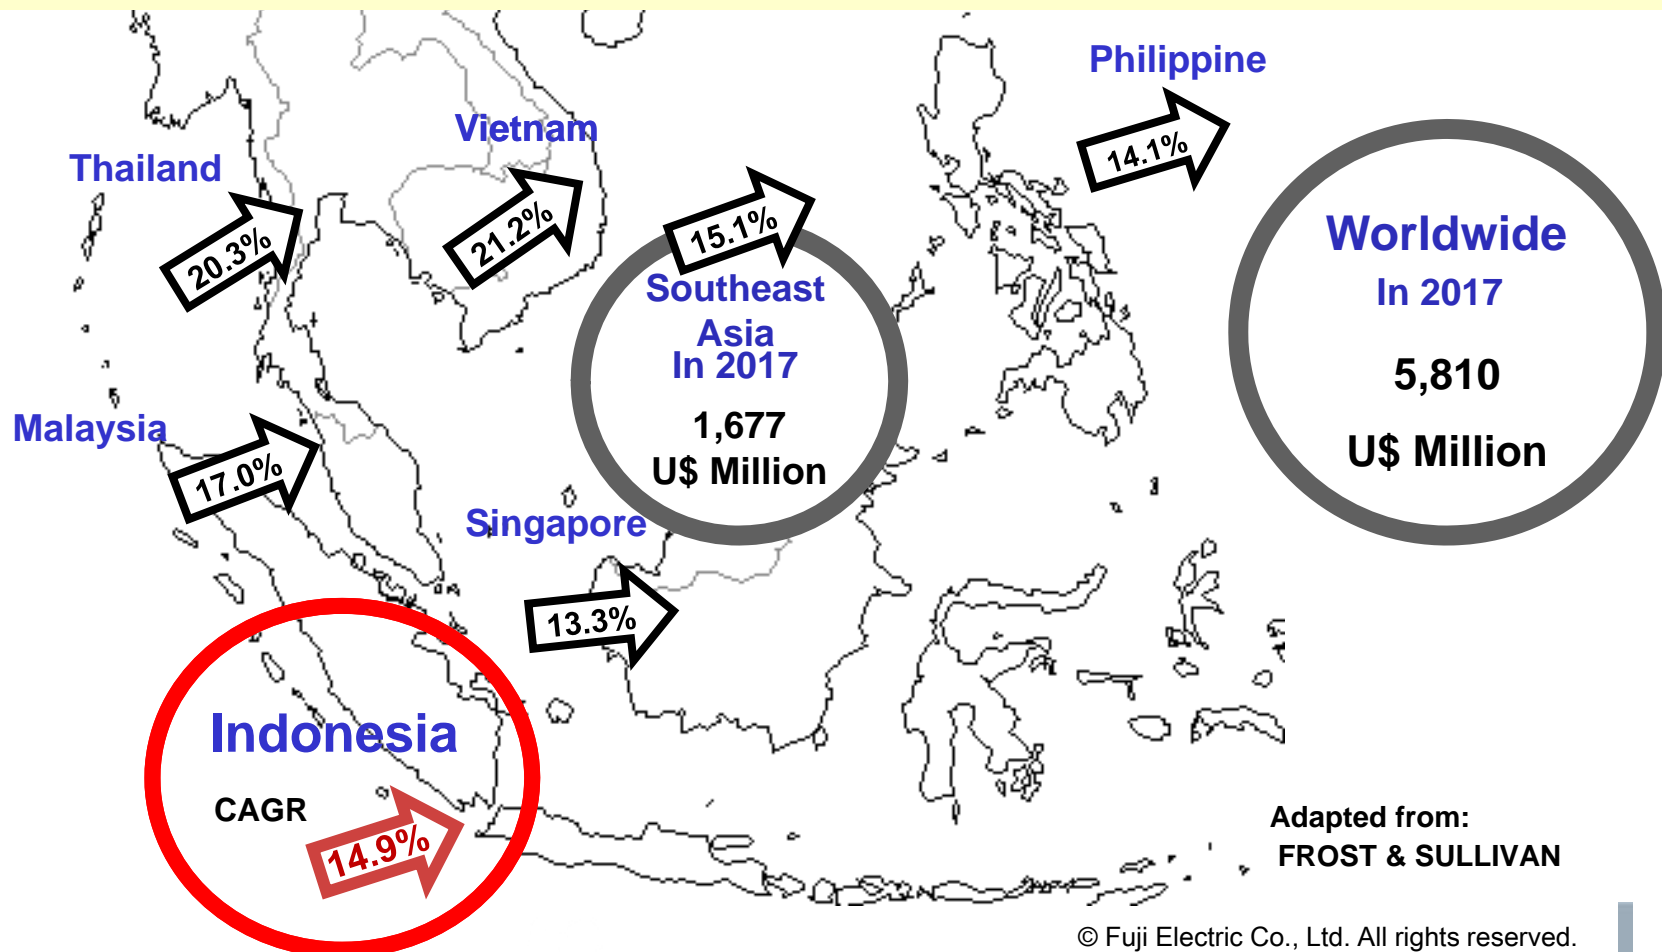 Philippine
14.1%
Vietnam
21.2%
Thailand
20.3%
15.1%
Southeast
Asia
In 2017
1,677
U$ Million
Worldwide
In 2017
5,810
U$ Million
Malaysia
17.0%
Singapore
13.3%
Indonesia
CAGR
14.9%
Adapted from:
FROST & SULLIVAN
© Fuji Electric Co., Ltd. All rights reserved.